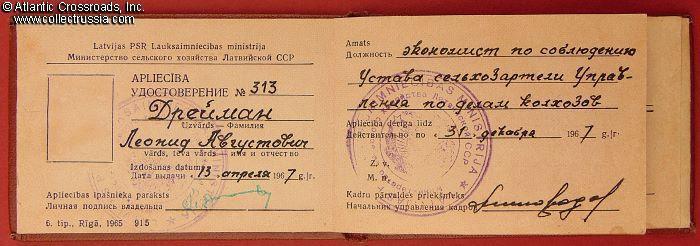 © Atlantic Crossroads, Inc.
www.collectrussia.com
Latvijas PSR Lauksaimniecības ministrija
Министерство сельского хозяйства Латвийской ССР
APLIECĪBA
УДОСТОВЕРЕНИЕ № 313
Дрейман
Uzvārds — Фамилия
Леонид Августович
vārds, tēva vārds — имя и отчество
Izdošanas datums
Дата выдачи „13 апреля 1967 g./г.
Apliecības īpašnieka paraksts
Личная подпись владельца
6. tip., Rīgā, 1965 915
Amats
Должность экономист по соблюдению
Устава сельхозартели Управ-
ления по делам колхозов
Apliecība derīga līdz
Действительно по „31 декабря 1967 g./г.
Z. v.
М. п.
Kadru pārvaldes priekšnieks
Начальник управления кадров